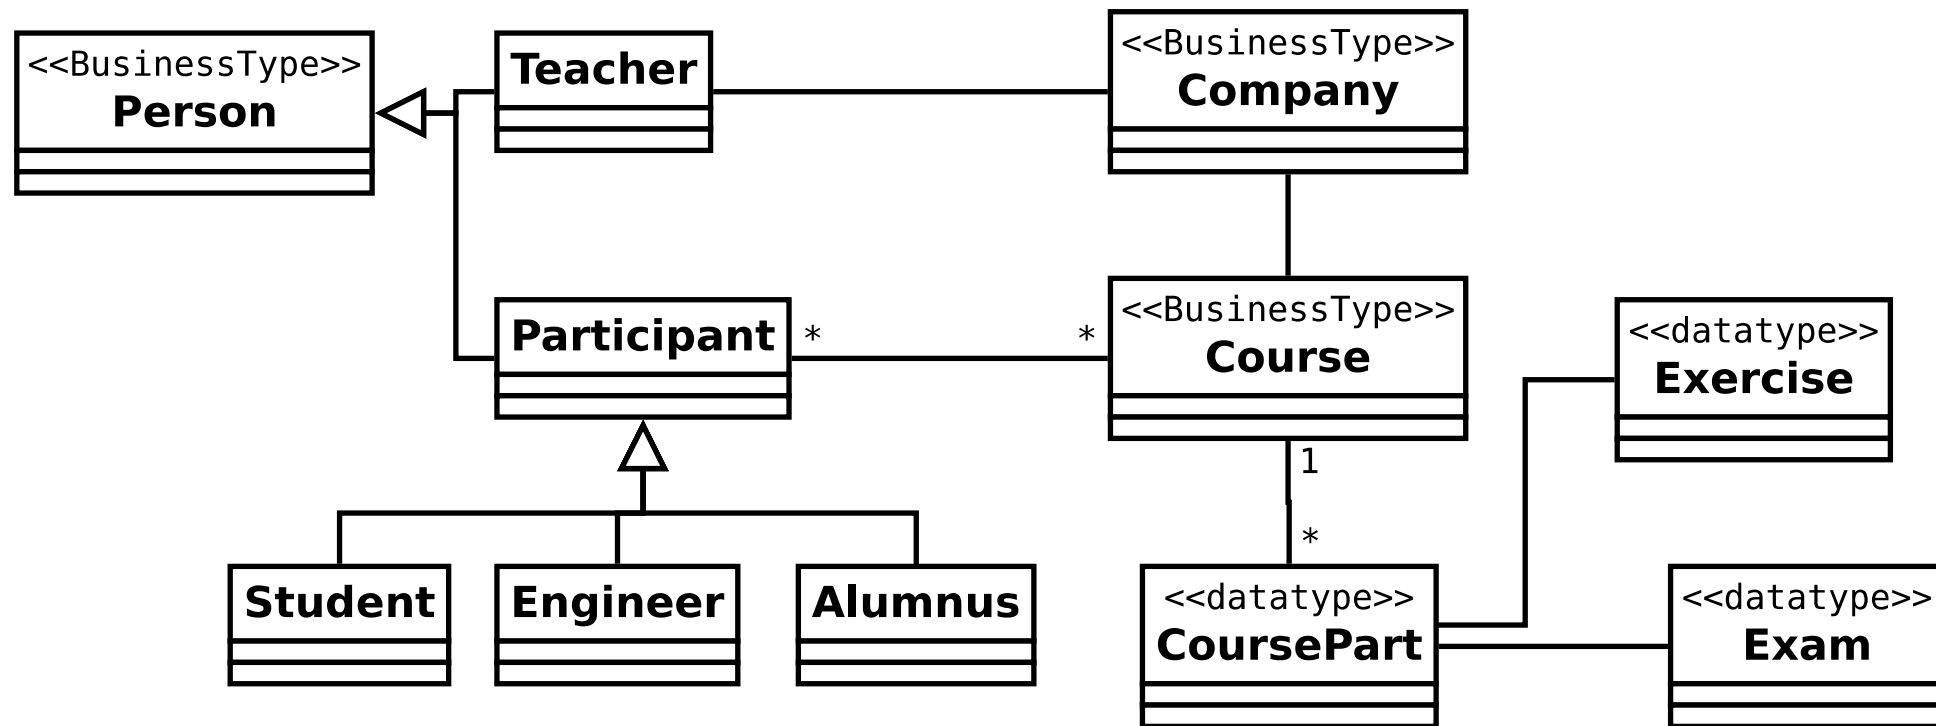 <<BusinessType>>
Person
Teacher
<<BusinessType>>
Company
Participant
*
*
<<BusinessType>>
Course
<<datatype>>
Exercise
1
*
Student
Engineer
Alumnus
<<datatype>>
CoursePart
<<datatype>>
Exam